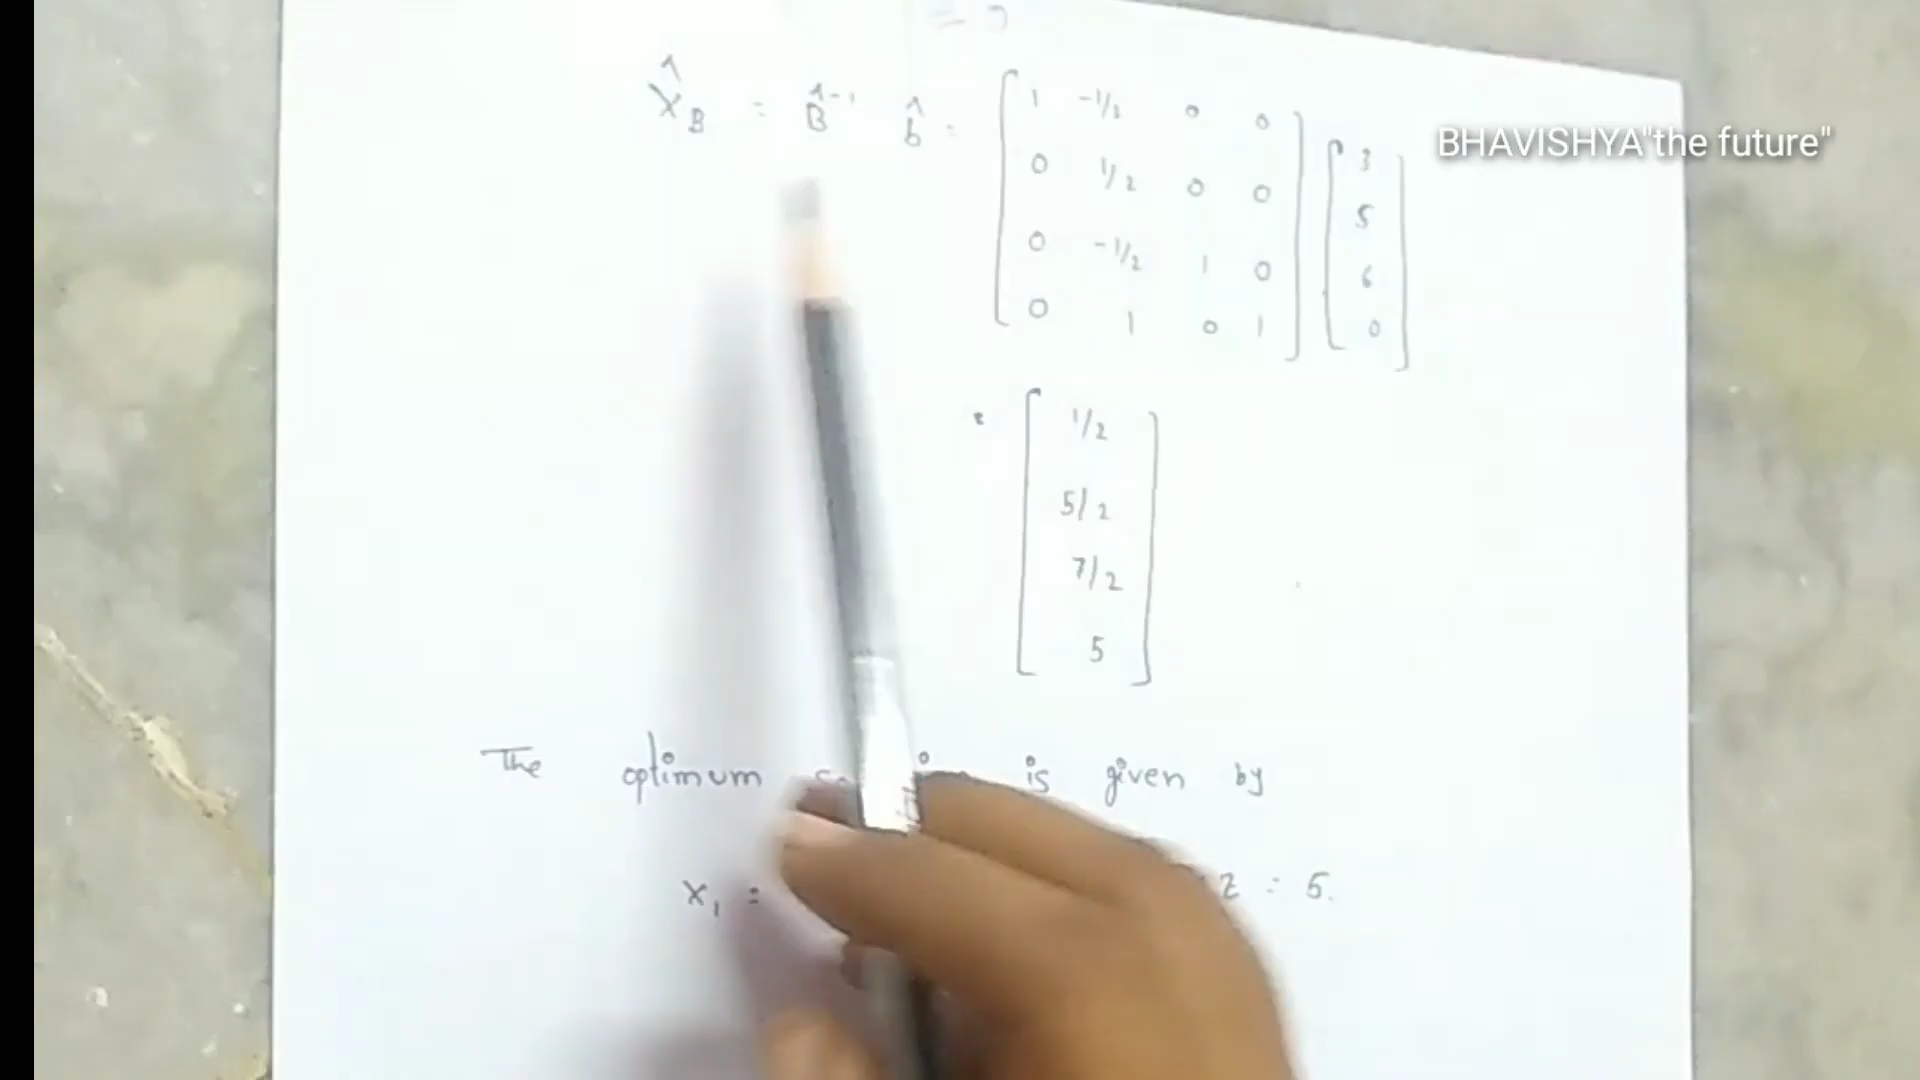 = 0
X̂_B = B̂⁻¹ b̂ = [ 1 -1/2 0 0 ] [ 3 ]
[ 0 1/2 0 0 ] [ 5 ]
[ 0 -1/2 1 0 ] [ 6 ]
[ 0 1 0 1 ] [ 0 ]
BHAVISHYA"the future"
= [ 1/2 ]
[ 5/2 ]
[ 7/2 ]
[ 5 ]
The optimum is given by
X₁ = Z = 5.